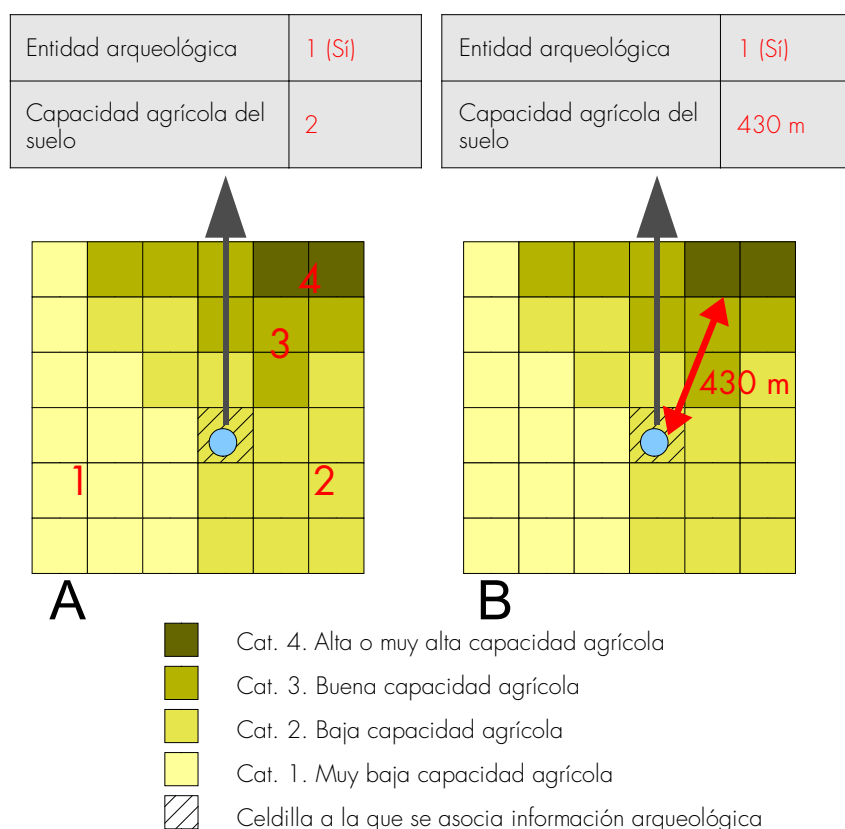 Entidad arqueológica 1 (Sí)
Capacidad agrícola del
suelo 2
Entidad arqueológica 1 (Sí)
Capacidad agrícola del
suelo 430 m
4
3
1
2
A
430 m
B
Cat. 4. Alta o muy alta capacidad agrícola
Cat. 3. Buena capacidad agrícola
Cat. 2. Baja capacidad agrícola
Cat. 1. Muy baja capacidad agrícola
Celdilla a la que se asocia información arqueológica